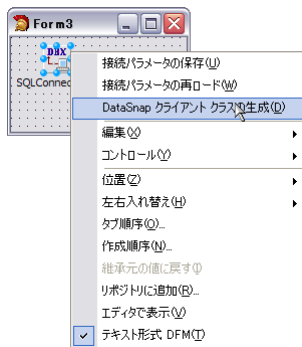 Form3
DBX
SQLConnec
接続パラメータの保存(U)
接続パラメータの再ロード(W)
DataSnap クライアント クラスの生成(D)
編集(X)
コントロール(Y)
位置(Z)
左右入れ替え(H)
タブ順序(O)...
作成順序(N)...
継承元の値に戻す(I)
リポジトリに追加(R)...
エディタで表示(V)
テキスト形式 DFM(T)